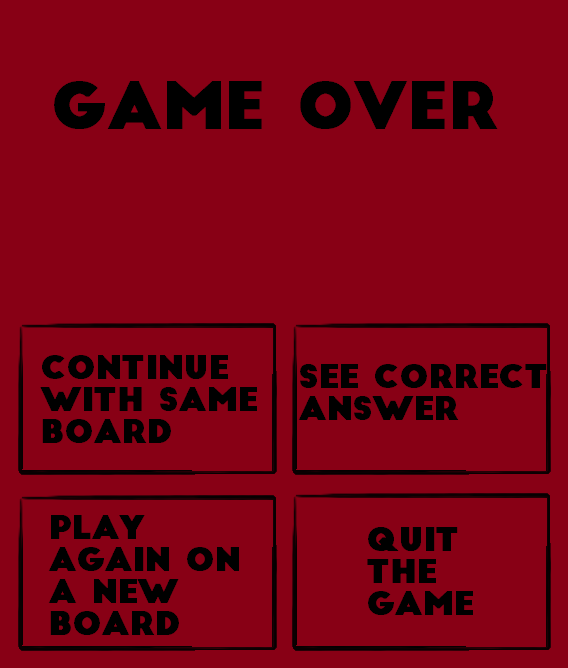 GAME OVER
CONTINUE
WITH SAME
BOARD
SEE CORRECT
ANSWER
PLAY
AGAIN ON
A NEW
BOARD
QUIT
THE
GAME